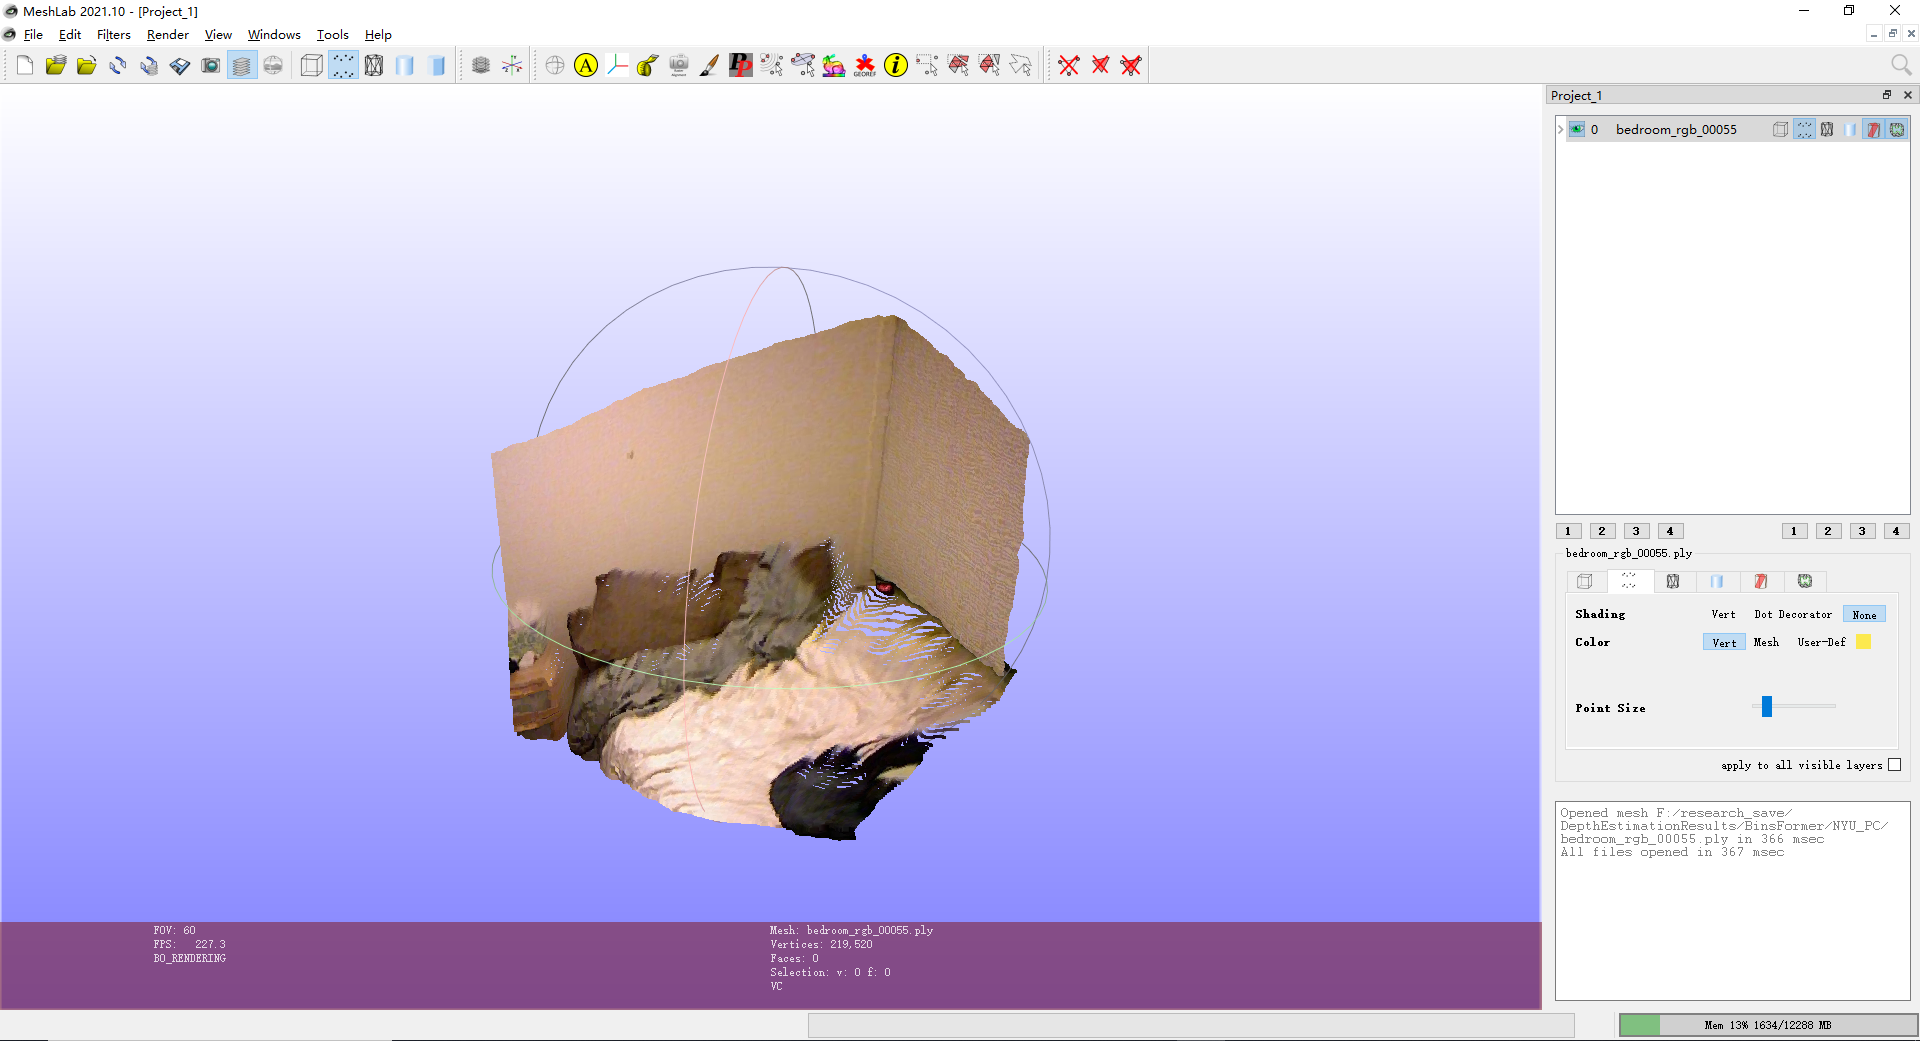 MeshLab 2021.10 - [Project_1]
File Edit Filters Render View Windows Tools Help
A
PP
GEOREF
i
Project_1
0 bedroom_rgb_00055
1 2 3 4 1 2 3 4
bedroom_rgb_00055.ply
Shading Vert Dot Decorator None
Color Vert Mesh User-Def
Point Size
apply to all visible layers
Opened mesh F:/research_save/
DepthEstimationResults/BinsFormer/NYU_PC/
bedroom_rgb_00055.ply in 366 msec
All files opened in 367 msec
FOV: 60
FPS: 227.3
BO_RENDERING
Mesh: bedroom_rgb_00055.ply
Vertices: 219,520
Faces: 0
Selection: v: 0 f: 0
VC
Mem 13% 1634/12288 MB